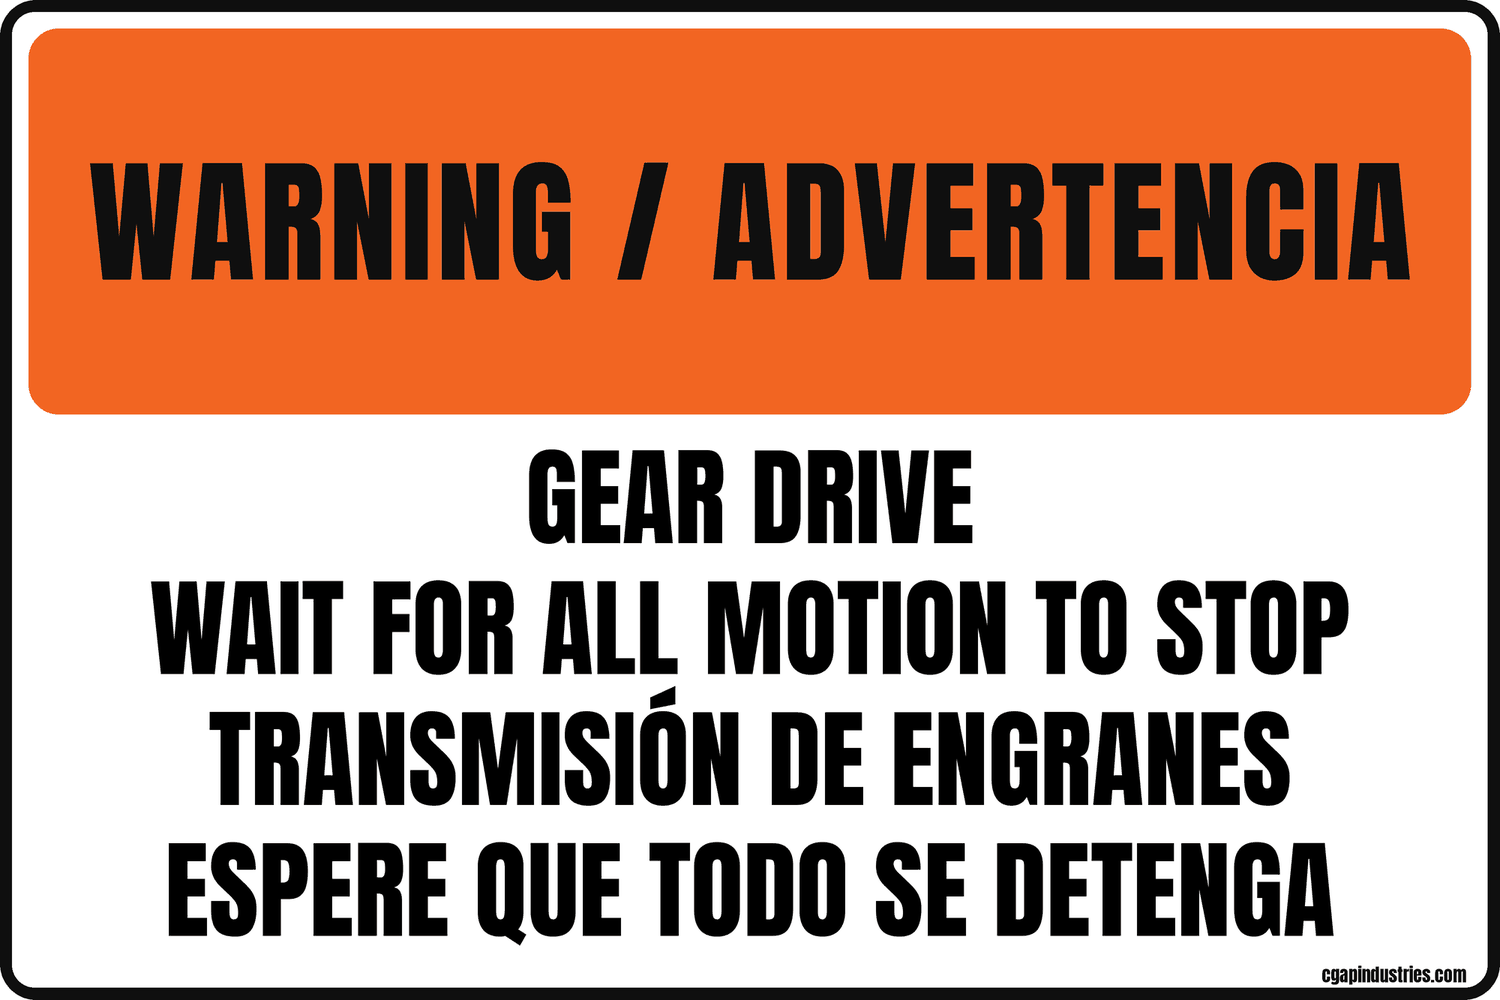 WARNING / ADVERTENCIA
GEAR DRIVE
WAIT FOR ALL MOTION TO STOP
TRANSMISIÓN DE ENGRANES
ESPERE QUE TODO SE DETENGA
cgapindustries.com